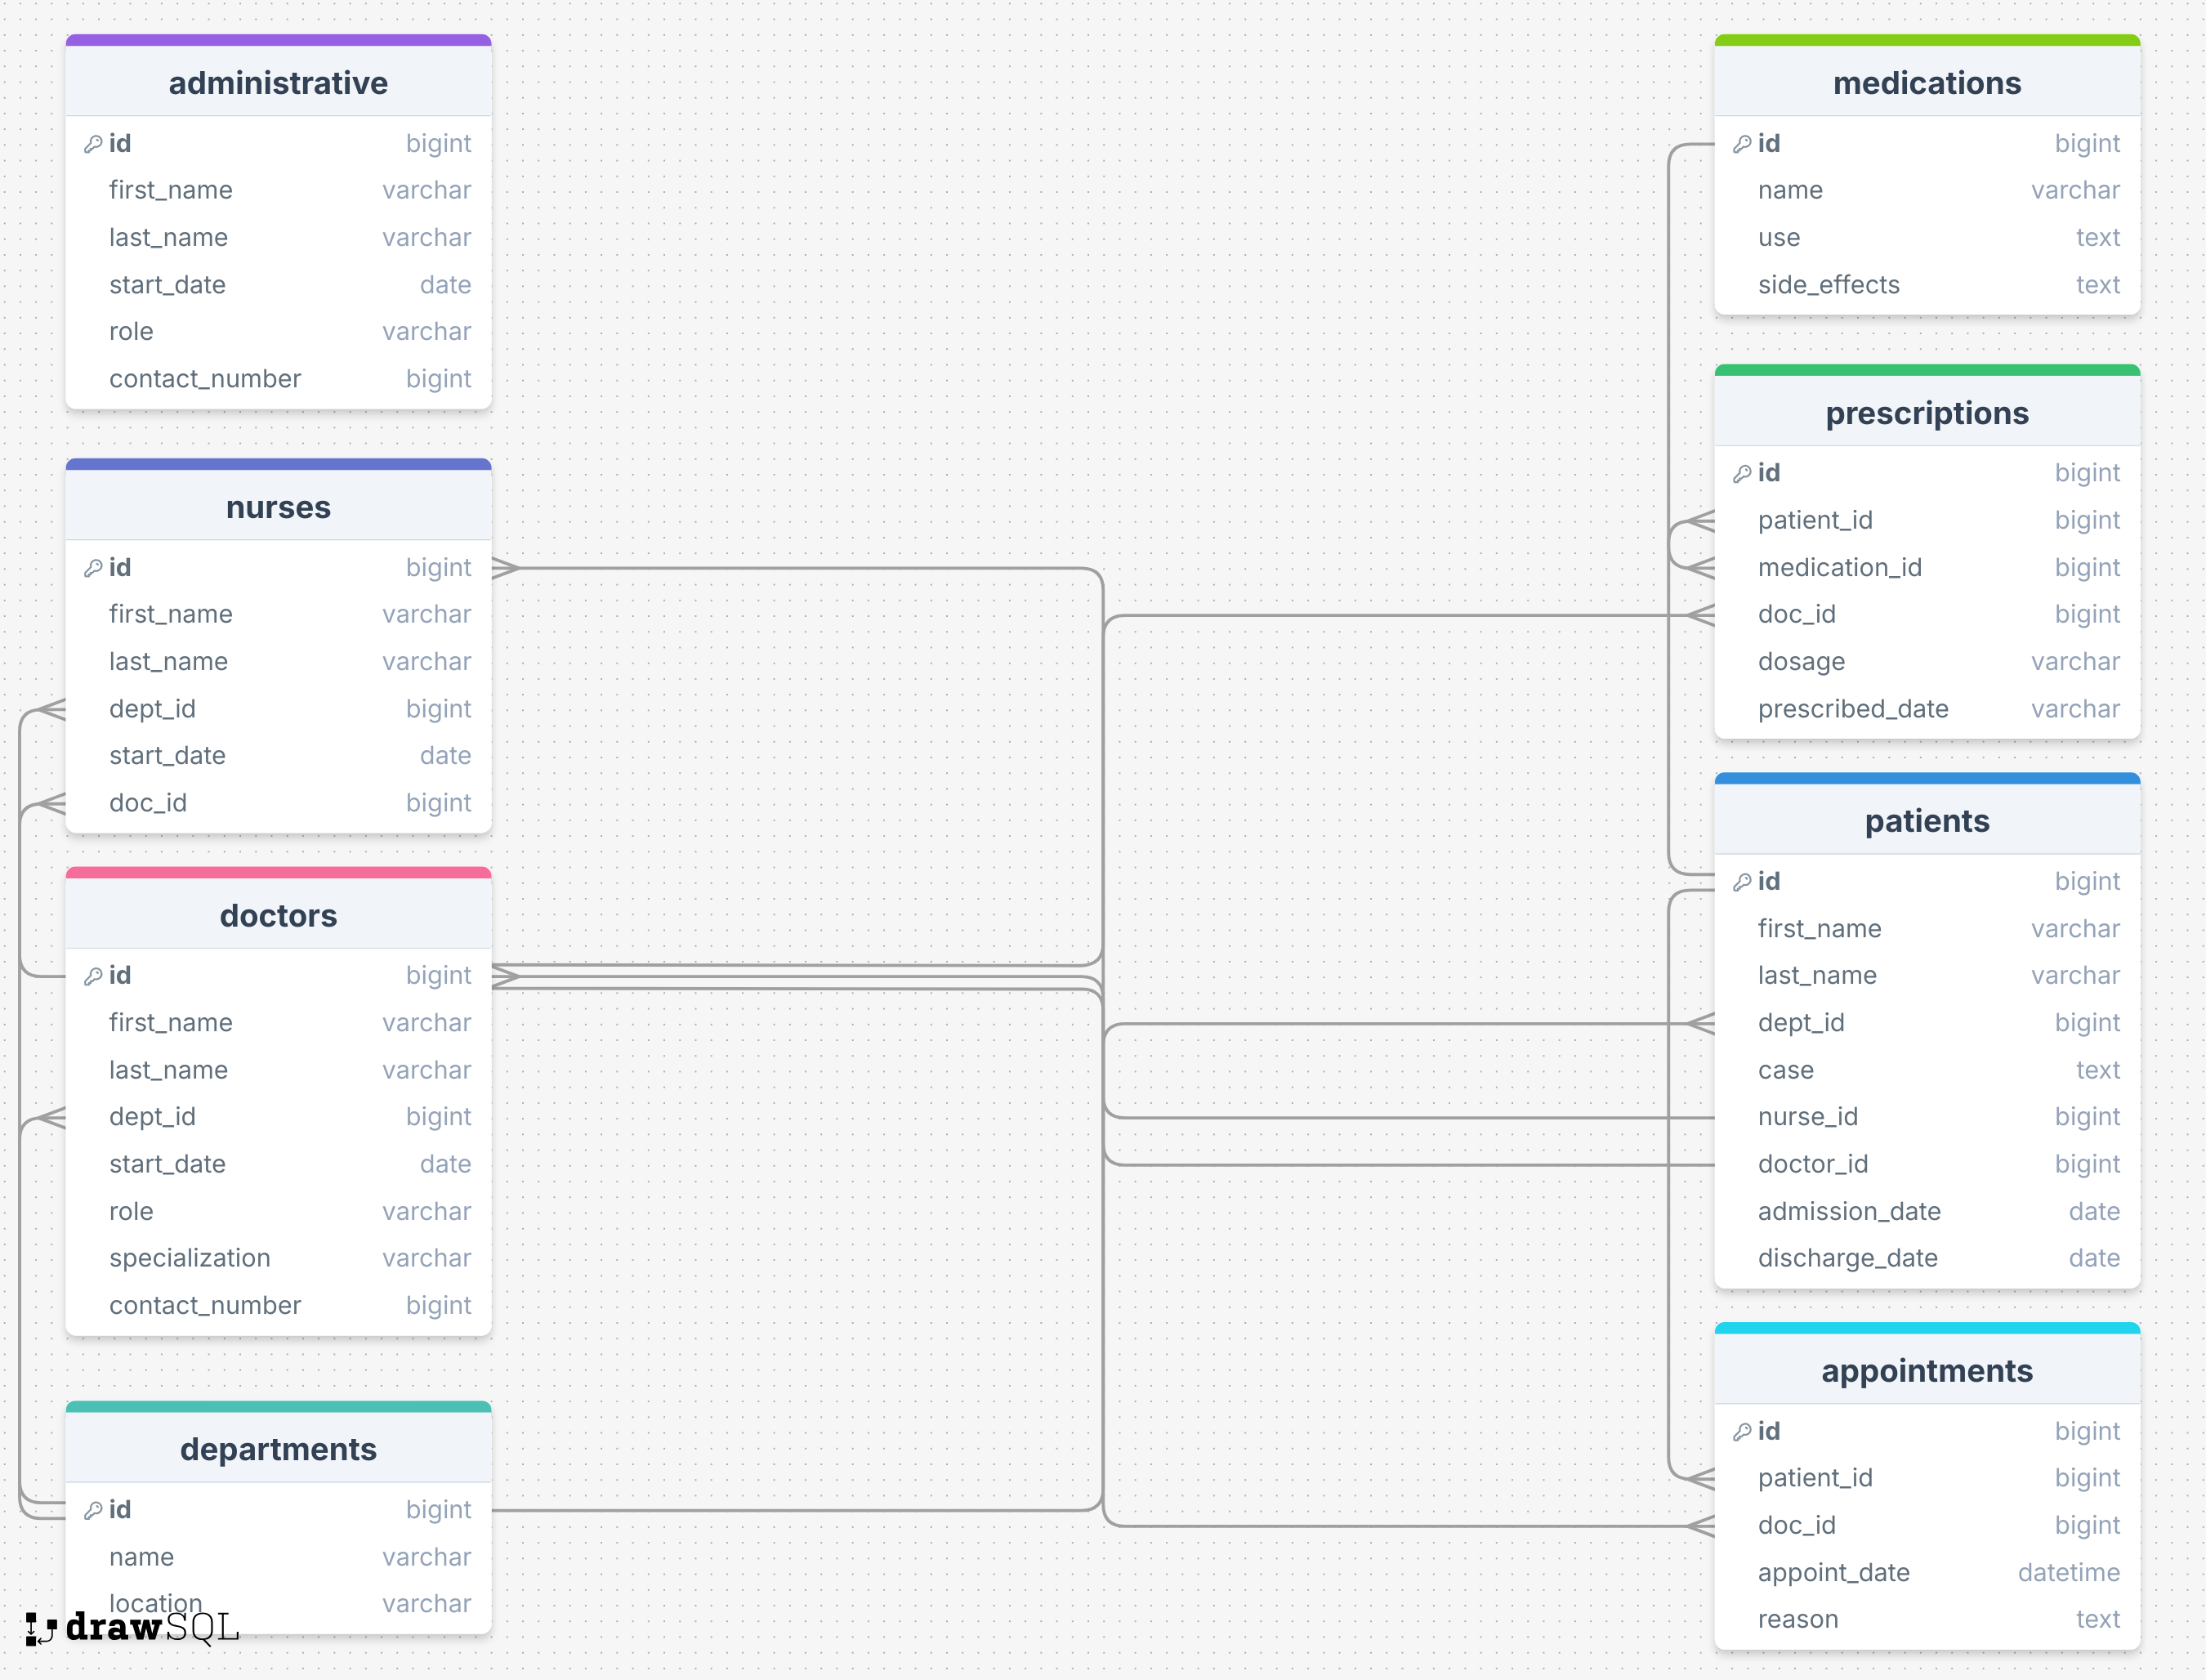 administrative
id bigint
first_name varchar
last_name varchar
start_date date
role varchar
contact_number bigint
nurses
id bigint
first_name varchar
last_name varchar
dept_id bigint
start_date date
doc_id bigint
doctors
id bigint
first_name varchar
last_name varchar
dept_id bigint
start_date date
role varchar
specialization varchar
contact_number bigint
departments
id bigint
name varchar
location varchar
drawSQL
medications
id bigint
name varchar
use text
side_effects text
prescriptions
id bigint
patient_id bigint
medication_id bigint
doc_id bigint
dosage varchar
prescribed_date varchar
patients
id bigint
first_name varchar
last_name varchar
dept_id bigint
case text
nurse_id bigint
doctor_id bigint
admission_date date
discharge_date date
appointments
id bigint
patient_id bigint
doc_id bigint
appoint_date datetime
reason text